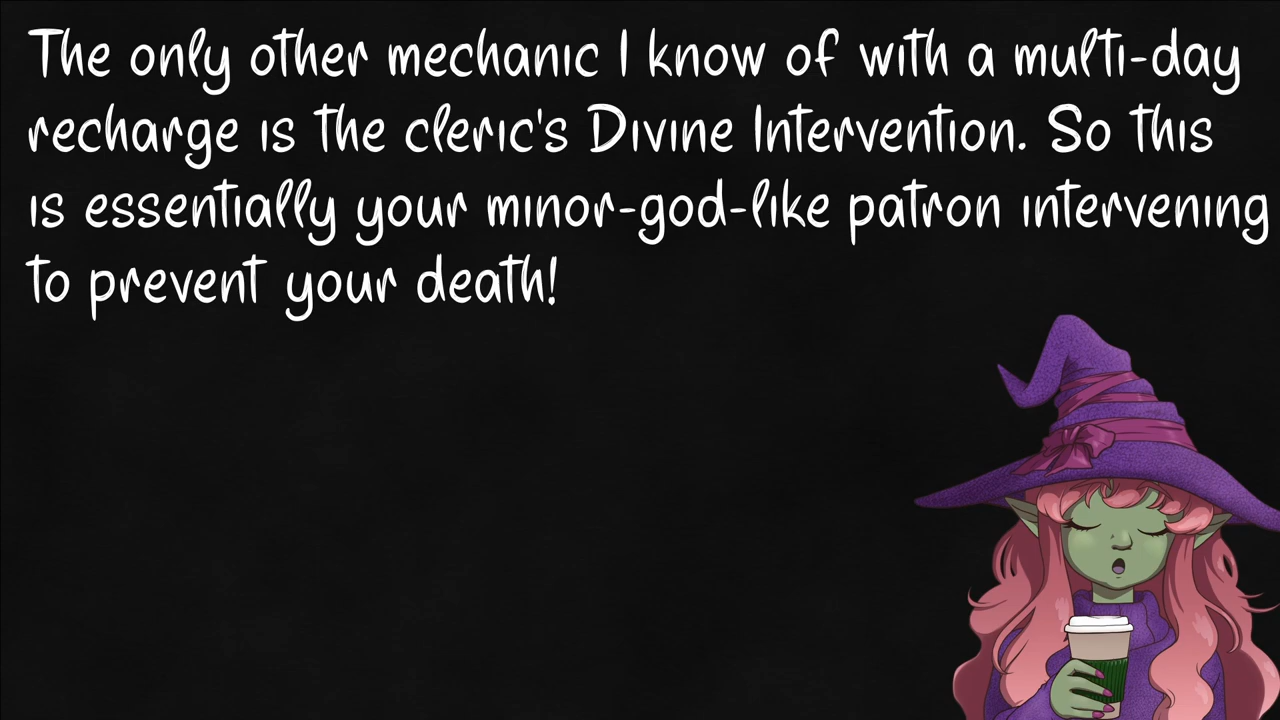 The only other mechanic I know of with a multi-day
recharge is the cleric's Divine Intervention. So this
is essentially your minor-god-like patron intervening
to prevent your death!